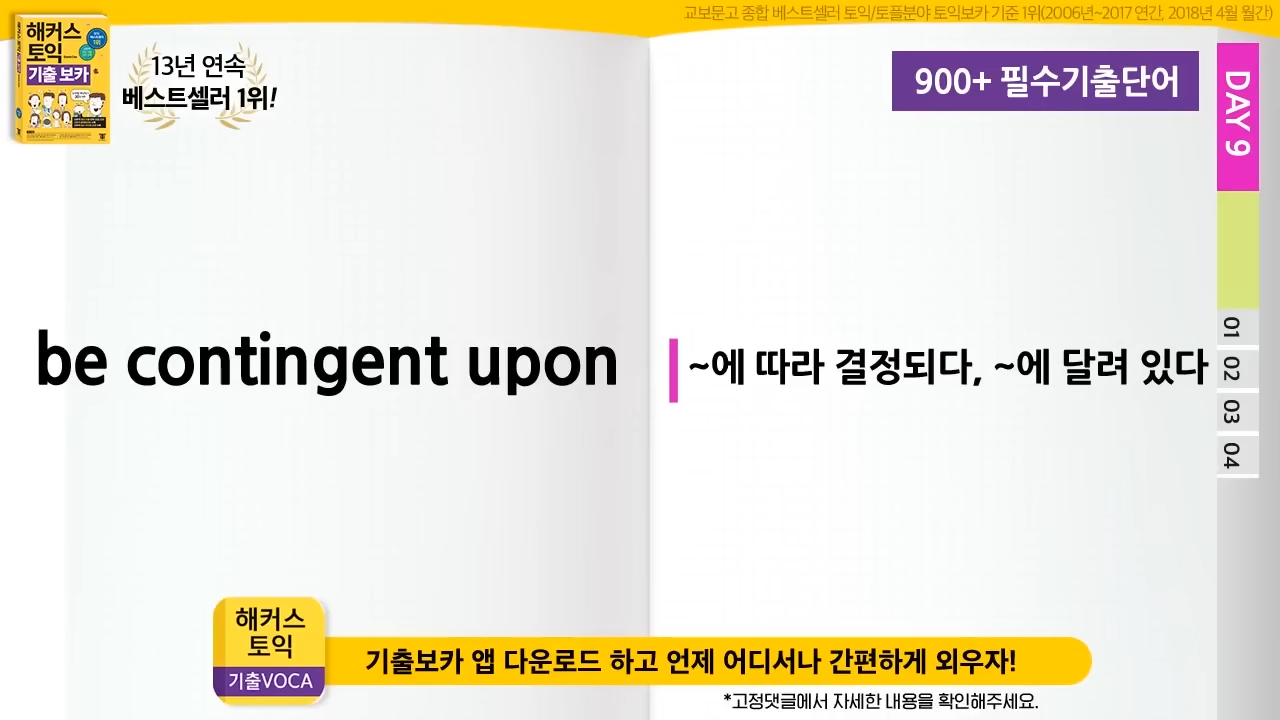 교보문고 종합 베스트셀러 토익/토플분야 토익보카 기준 1위(2006년~2017 연간, 2018년 4월 월간)
해커스
토익
기출 보카
13년 연속
베스트셀러 1위!
900+ 필수기출단어
DAY 9
be contingent upon
~에 따라 결정되다, ~에 달려 있다
01
02
03
04
해커스
토익
기출VOCA
기출보카 앱 다운로드 하고 언제 어디서나 간편하게 외우자!
*고정댓글에서 자세한 내용을 확인해주세요.